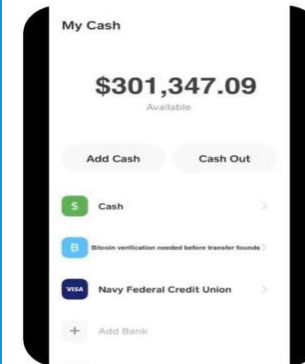 My Cash
$301,347.09
Available
Add Cash Cash Out
$ Cash
B Bitcoin verification needed before transfer founds
VISA Navy Federal Credit Union
+ Add Bank